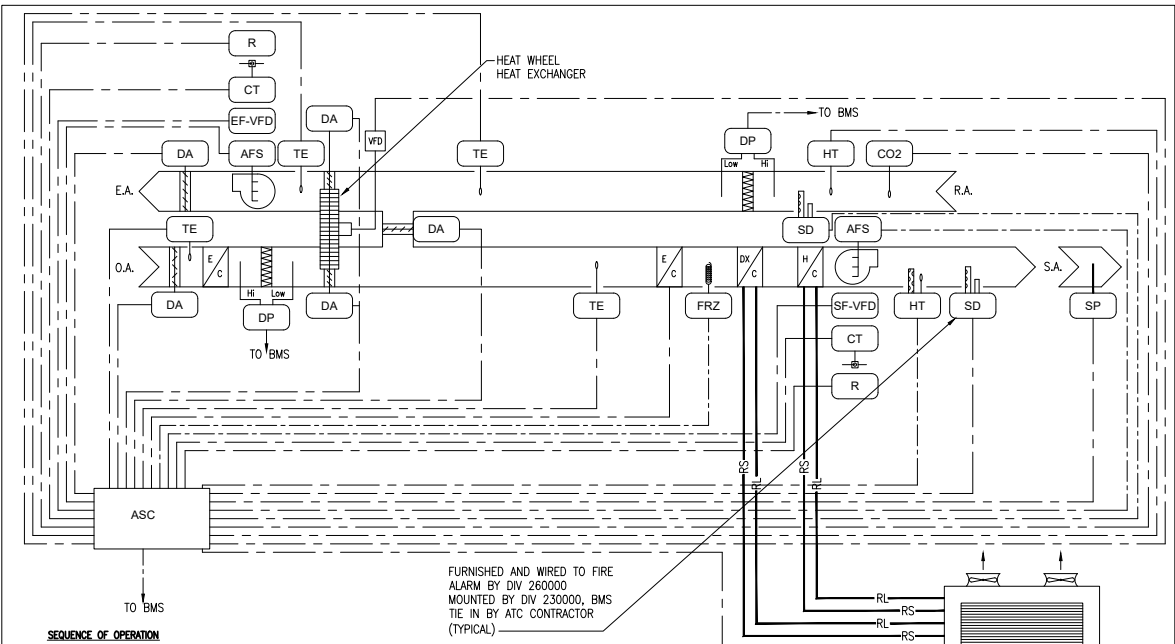 R
HEAT WHEEL
HEAT EXCHANGER
CT
DA
TO BMS
EF-VFD
VFD
DP
DA
AFS
TE
TE
Low
Hi
HT
CO2
E.A.
R.A.
TE
DA
SD
AFS
O.A.
E
C
E
C
DX
C
H
C
S.A.
Hi
Low
DA
DP
DA
TE
FRZ
SF-VFD
HT
SD
SP
TO BMS
CT
R
RS
RL
RS
RL
ASC
FURNISHED AND WIRED TO FIRE
ALARM BY DIV 260000
MOUNTED BY DIV 230000, BMS
TIE IN BY ATC CONTRACTOR
(TYPICAL)
TO BMS
RL
RS
RL
RS
SEQUENCE OF OPERATION